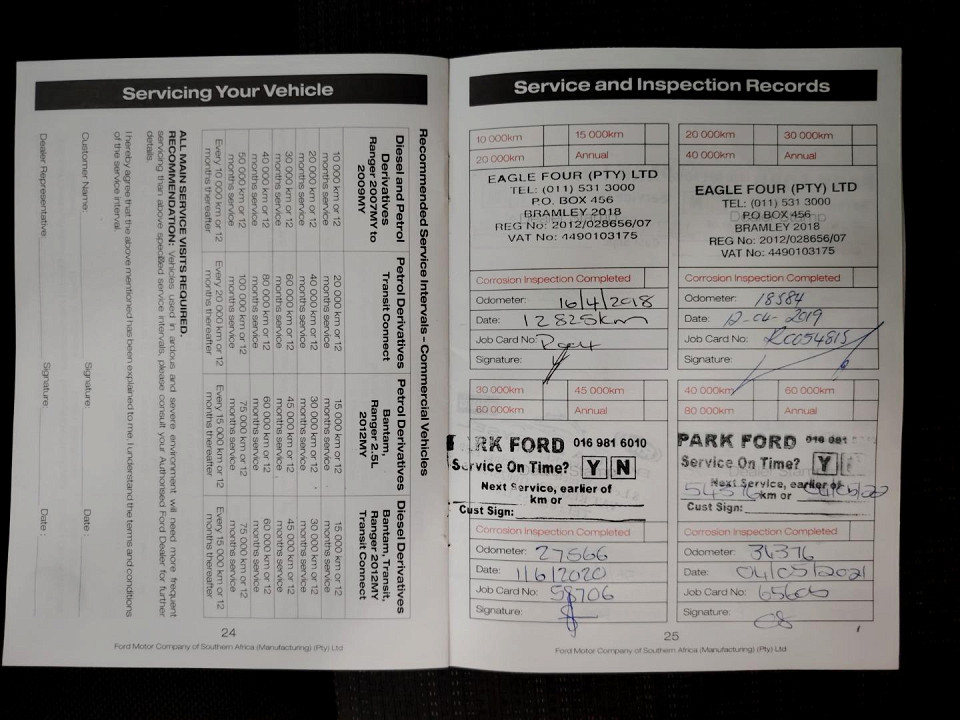 Servicing Your Vehicle
Recommended Service Intervals - Commercial Vehicles
Diesel and Petrol Derivatives Ranger 2007MY to 2009MY
Petrol Derivatives Transit Connect
Petrol Derivatives Bantam, Ranger 2.5L 2012MY
Diesel Derivatives Bantam, Transit, Ranger 2012MY Transit Connect
10 000 km or 12 months service
20 000 km or 12 months service
15 000 km or 12 months service
15 000 km or 12 months service
20 000 km or 12 months service
40 000 km or 12 months service
30 000 km or 12 months service
30 000 km or 12 months service
30 000 km or 12 months service
60 000 km or 12 months service
45 000 km or 12 months service
45 000 km or 12 months service
40 000 km or 12 months service
80 000 km or 12 months service
60 000 km or 12 months service
60 000 km or 12 months service
50 000 km or 12 months service
100 000 km or 12 months service
75 000 km or 12 months service
75 000 km or 12 months service
Every 10 000 km or 12 months thereafter
Every 20 000 km or 12 months thereafter
Every 15 000 km or 12 months thereafter
Every 15 000 km or 12 months thereafter
ALL MAIN SERVICE VISITS REQUIRED.
RECOMMENDATION: Vehicles used in arduous and severe environment will need more frequent
servicing than above specified service intervals, please consult your Authorised Ford Dealer for further
details.
I hereby agree that the above mentioned has been explained to me. I understand the terms and conditions
of the service interval.
Customer Name: Signature: Date :
Dealer Representative: Signature: Date :
24
Ford Motor Company of Southern Africa (Manufacturing) (Pty) Ltd
Service and Inspection Records
10 000km 15 000km
20 000km Annual
EAGLE FOUR (PTY) LTD
TEL: (011) 531 3000
P.O. BOX 456
BRAMLEY 2018
REG No: 2012/028656/07
VAT No: 4490103175
Corrosion Inspection Completed
Odometer: 16/4/2018
Date: 12825km
Job Card No:
Signature:
20 000km 30 000km
40 000km Annual
EAGLE FOUR (PTY) LTD
TEL: (011) 531 3000
P.O BOX 456
BRAMLEY 2018
REG No: 2012/028656/07
VAT No: 4490103175
Corrosion Inspection Completed
Odometer: 18584
Date: 12-04-2019
Job Card No:
Signature:
30 000km 45 000km
60 000km Annual
PARK FORD 016 981 6010
Service On Time? Y N
Next Service, earlier of
km or
Cust Sign:
Corrosion Inspection Completed
Odometer: 27566
Date: 1/6/2020
Job Card No: 58706
Signature:
40 000km 60 000km
80 000km Annual
PARK FORD 016 981
Service On Time? Y
Next Service, earlier of
km or
Cust Sign:
Corrosion Inspection Completed
Odometer: 34376
Date: 04/05/2021
Job Card No: 65606
Signature:
25
Ford Motor Company of Southern Africa (Manufacturing) (Pty) Ltd